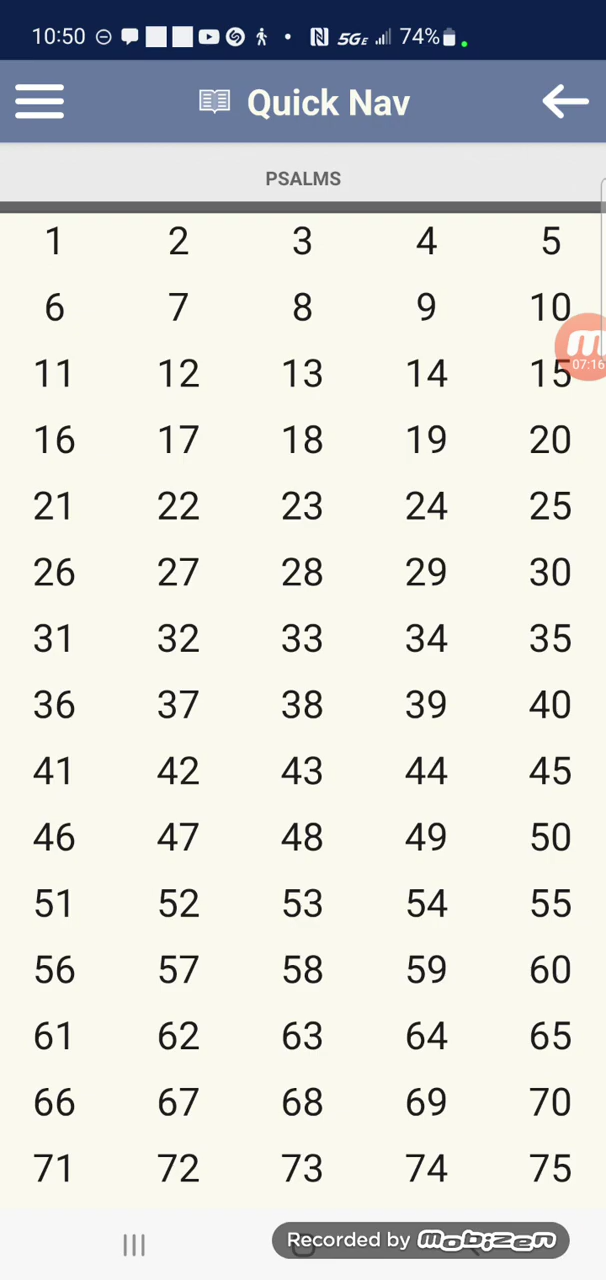 10:50 5GE 74%
Quick Nav
PSALMS
1 2 3 4 5
6 7 8 9 10
11 12 13 14 15
07:16
16 17 18 19 20
21 22 23 24 25
26 27 28 29 30
31 32 33 34 35
36 37 38 39 40
41 42 43 44 45
46 47 48 49 50
51 52 53 54 55
56 57 58 59 60
61 62 63 64 65
66 67 68 69 70
71 72 73 74 75
Recorded by mobizen